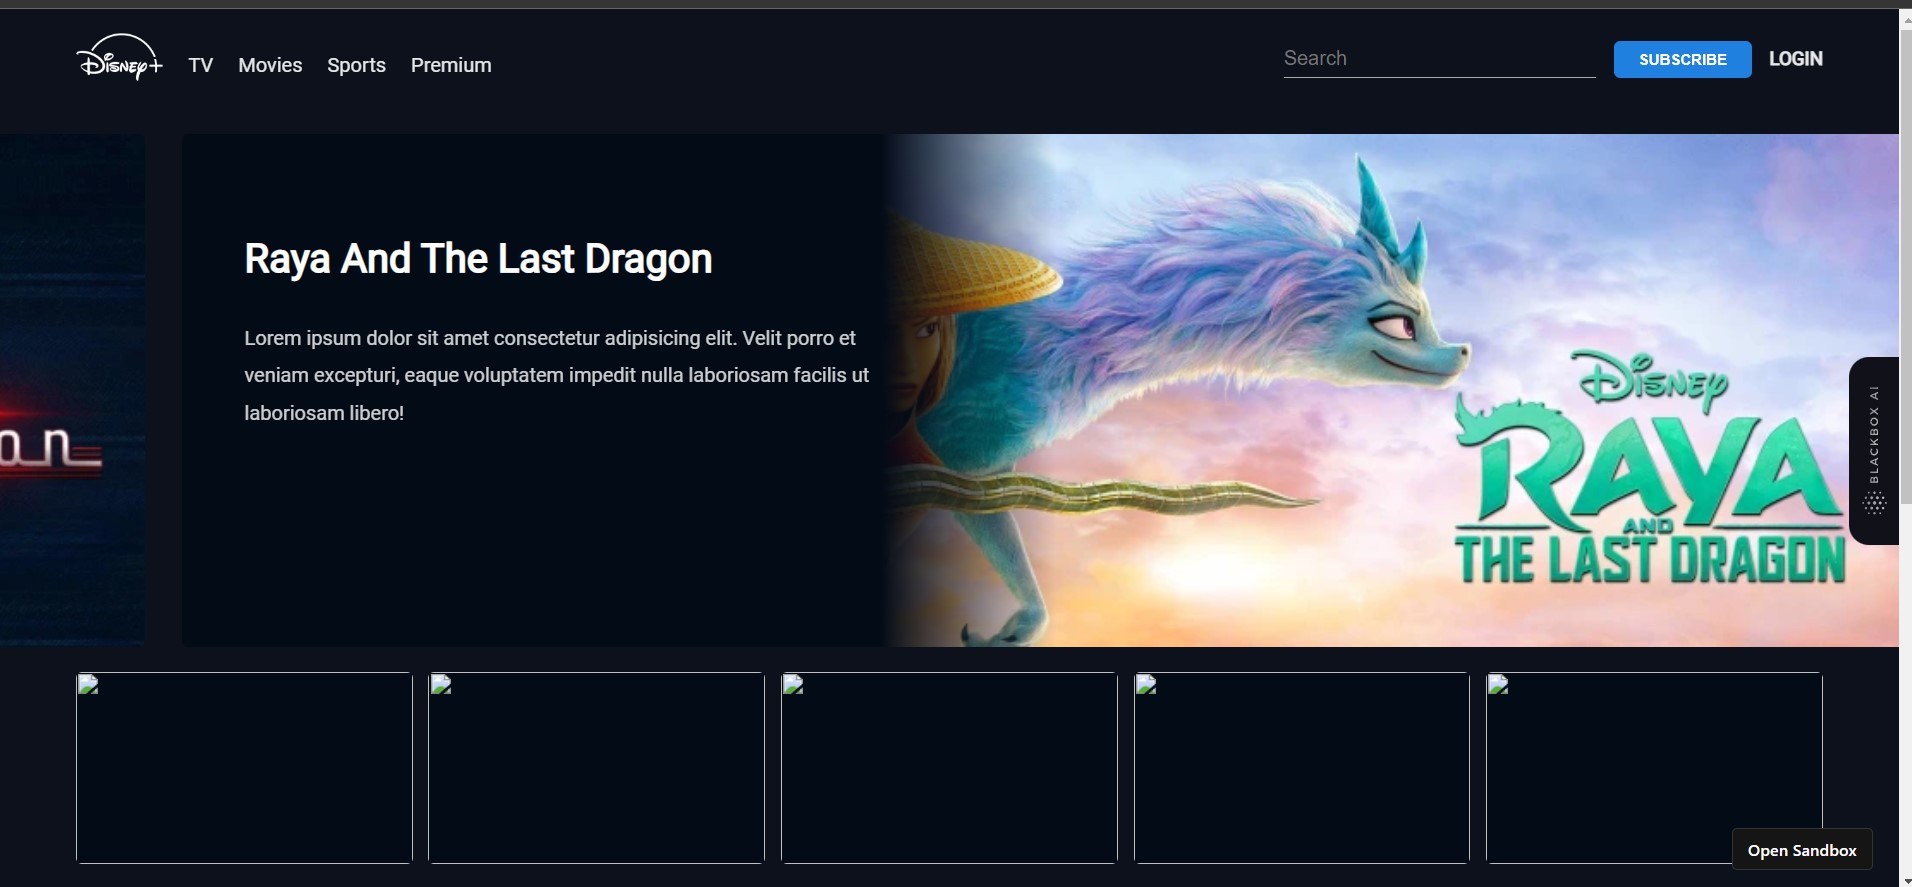 Disney+
TV
Movies
Sports
Premium
Search
SUBSCRIBE
LOGIN
Raya And The Last Dragon
Lorem ipsum dolor sit amet consectetur adipisicing elit. Velit porro et
veniam excepturi, eaque voluptatem impedit nulla laboriosam facilis ut
laboriosam libero!
an
DISNEY
RAYA
AND
THE LAST DRAGON
BLACKBOX AI
Open Sandbox